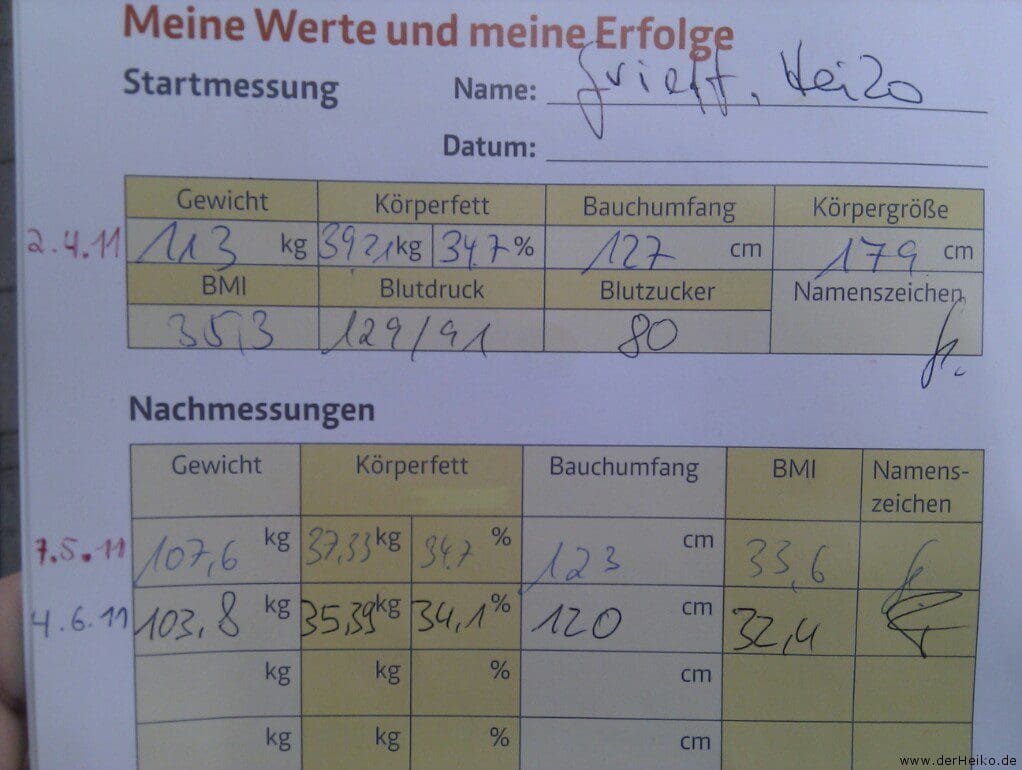 Meine Werte und meine Erfolge
Startmessung Name: Grieff, Heiko
Datum:
Gewicht Körperfett Bauchumfang Körpergröße
2.4.11 113 kg 39,21 kg 34,7 % 127 cm 179 cm
BMI Blutdruck Blutzucker Namenszeichen
35,3 129/91 80
Nachmessungen
Gewicht Körperfett Bauchumfang BMI Namens-
zeichen
7.5.11 107,6 kg 37,33 kg 34,7 % 123 cm 33,6
4.6.11 103,8 kg 35,39 kg 34,1 % 120 cm 32,4
kg kg % cm
kg kg % cm
www.derHeiko.de